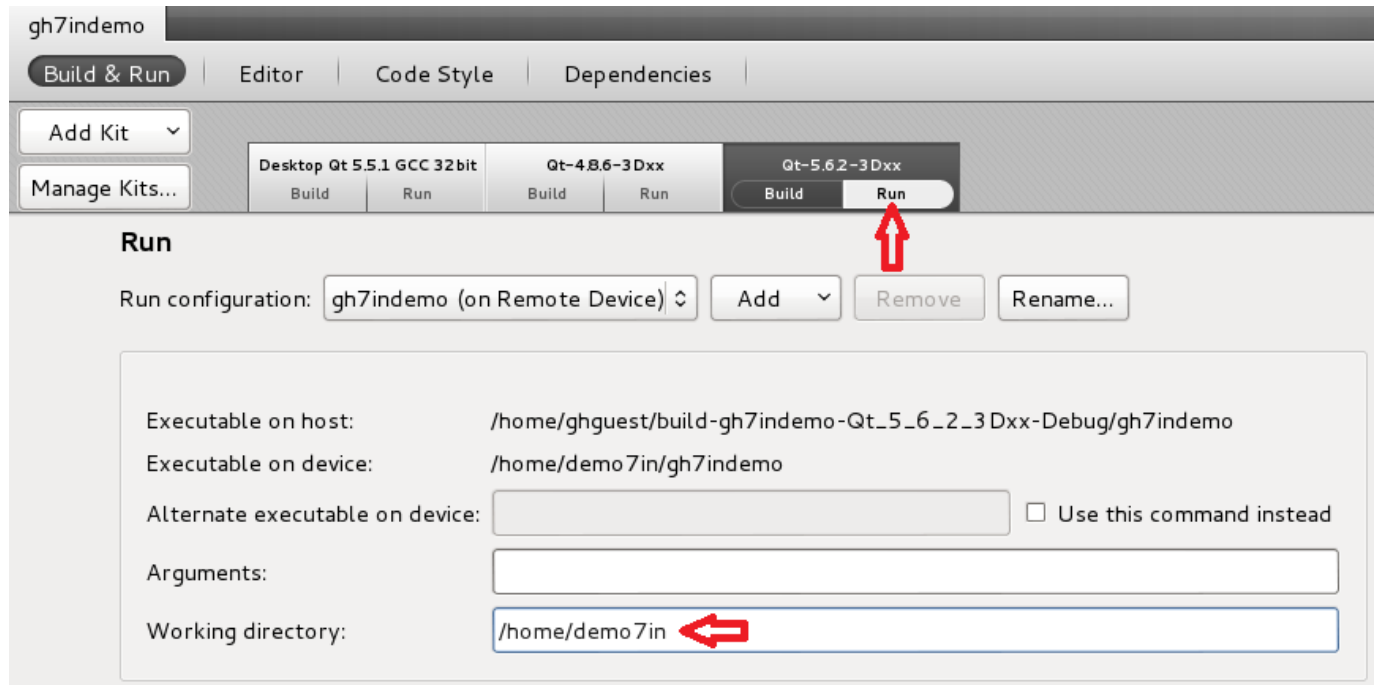 gh7indemo
Build & Run Editor Code Style Dependencies
Add Kit
Manage Kits...
Desktop Qt 5.5.1 GCC 32bit Qt-4.8.6-3Dxx Qt-5.6.2-3Dxx
Build Run Build Run Build Run
Run
Run configuration: gh7indemo (on Remote Device) Add Remove Rename...
Executable on host: /home/ghguest/build-gh7indemo-Qt_5_6_2_3Dxx-Debug/gh7indemo
Executable on device: /home/demo7in/gh7indemo
Alternate executable on device: Use this command instead
Arguments:
Working directory: /home/demo7in